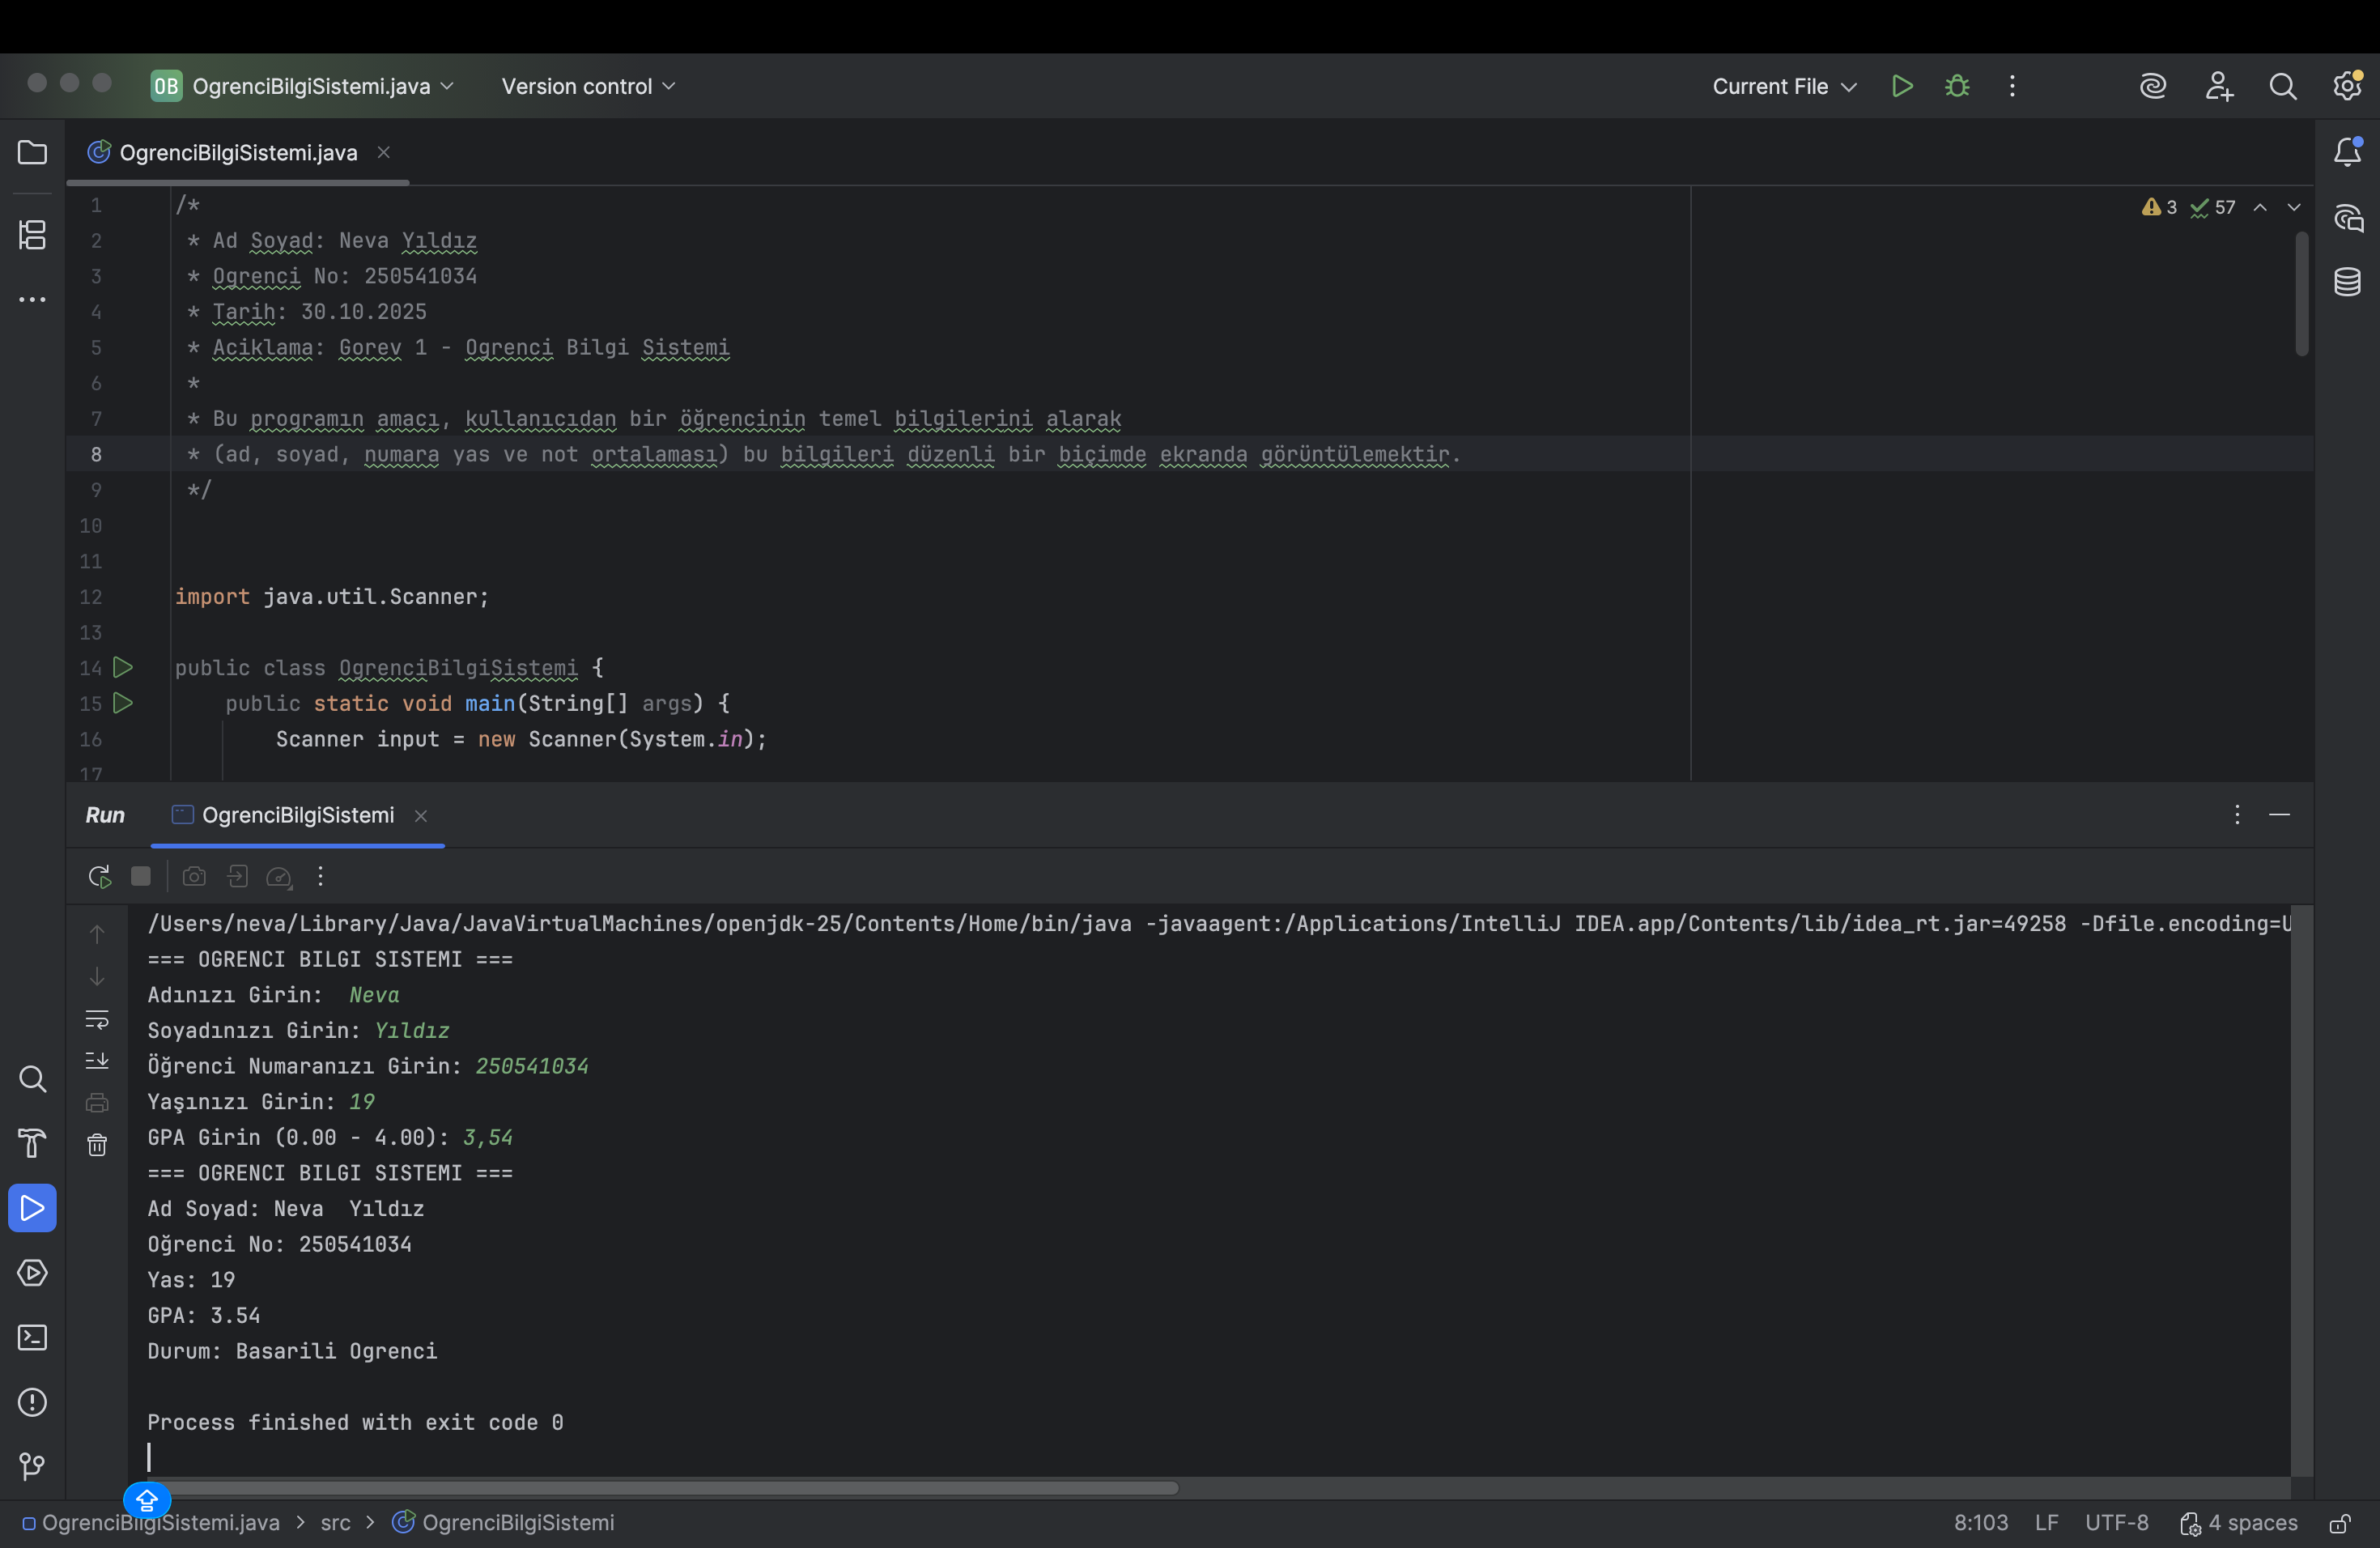 OB OgrenciBilgiSistemi.java Version control Current File
OgrenciBilgiSistemi.java
3 57
1 /*
2 * Ad Soyad: Neva Yıldız
3 * Ogrenci No: 250541034
4 * Tarih: 30.10.2025
5 * Aciklama: Gorev 1 - Ogrenci Bilgi Sistemi
6 *
7 * Bu programın amacı, kullanıcıdan bir öğrencinin temel bilgilerini alarak
8 * (ad, soyad, numara yas ve not ortalaması) bu bilgileri düzenli bir biçimde ekranda görüntülemektir.
9 */
10
11
12 import java.util.Scanner;
13
14 public class OgrenciBilgiSistemi {
15 public static void main(String[] args) {
16 Scanner input = new Scanner(System.in);
17
Run OgrenciBilgiSistemi
/Users/neva/Library/Java/JavaVirtualMachines/openjdk-25/Contents/Home/bin/java -javaagent:/Applications/IntelliJ IDEA.app/Contents/lib/idea_rt.jar=49258 -Dfile.encoding=U
=== OGRENCI BILGI SISTEMI ===
Adınızı Girin:  Neva
Soyadınızı Girin: Yıldız
Öğrenci Numaranızı Girin: 250541034
Yaşınızı Girin: 19
GPA Girin (0.00 - 4.00): 3,54
=== OGRENCI BILGI SISTEMI ===
Ad Soyad: Neva  Yıldız
Oğrenci No: 250541034
Yas: 19
GPA: 3.54
Durum: Basarili Ogrenci
Process finished with exit code 0
OgrenciBilgiSistemi.java > src > OgrenciBilgiSistemi 8:103 LF UTF-8 4 spaces